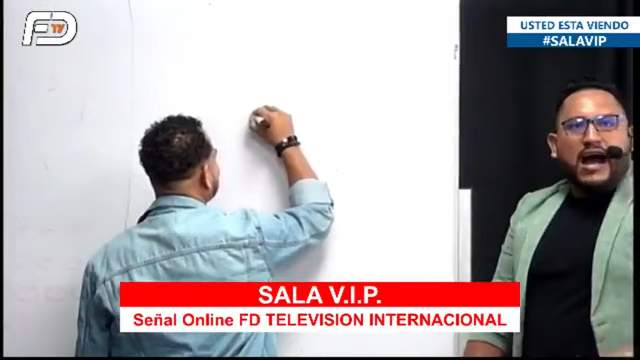 FD TV
USTED ESTA VIENDO
#SALAVIP
SALA V.I.P.
Señal Online FD TELEVISION INTERNACIONAL